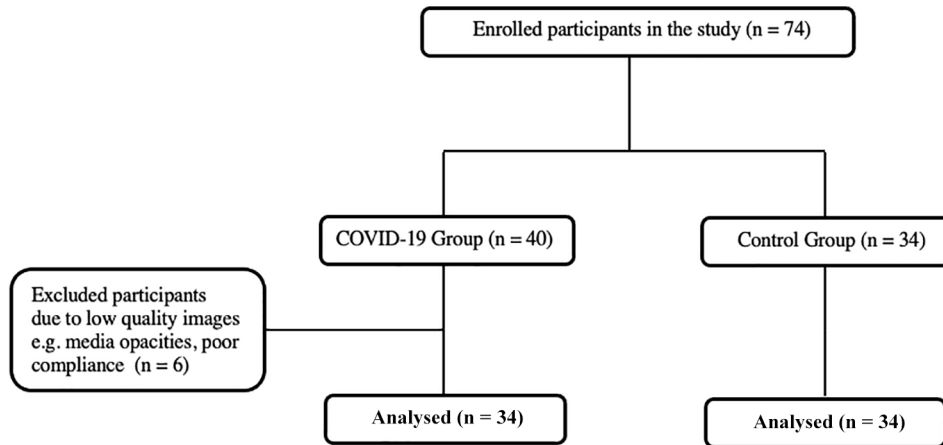 Enrolled participants in the study (n = 74)
COVID-19 Group (n = 40)
Control Group (n = 34)
Excluded participants
due to low quality images
e.g. media opacities, poor
compliance (n = 6)
Analysed (n = 34)
Analysed (n = 34)